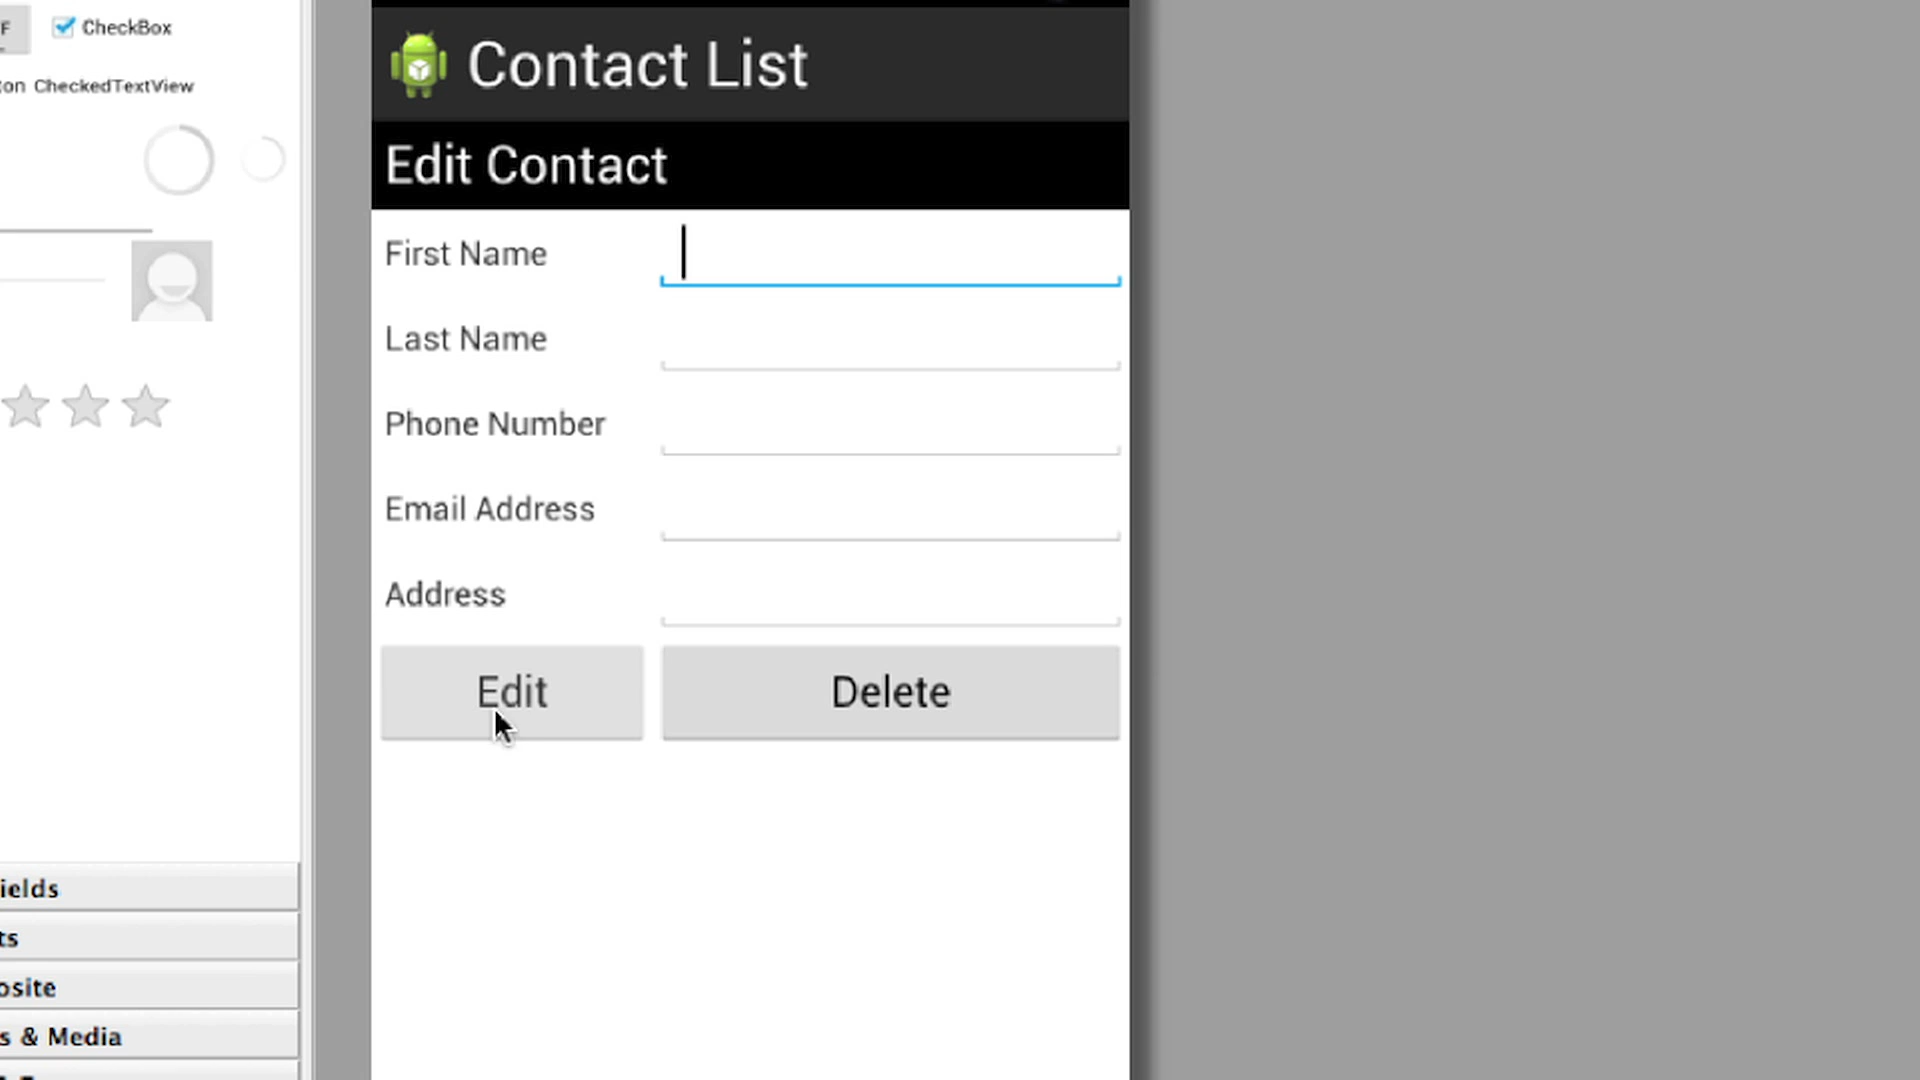 CheckBox
CheckedTextView
Contact List
Edit Contact
First Name
Last Name
Phone Number
Email Address
Address
Edit
Delete
ields
ts
osite
s & Media